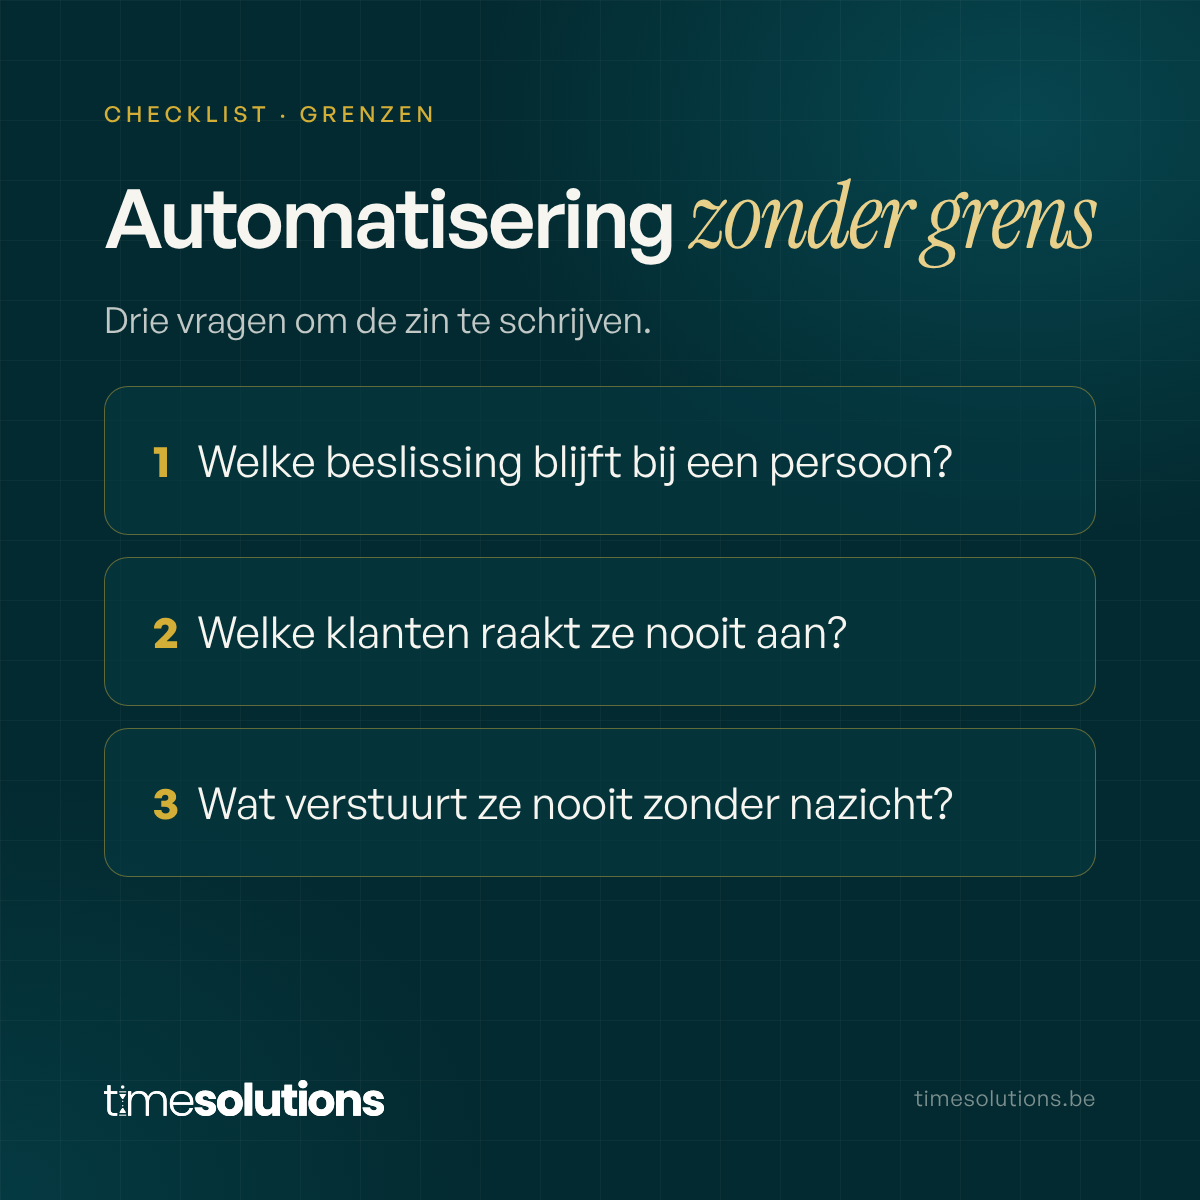 CHECKLIST · GRENZEN
Automatisering zonder grens
Drie vragen om de zin te schrijven.
1 Welke beslissing blijft bij een persoon?
2 Welke klanten raakt ze nooit aan?
3 Wat verstuurt ze nooit zonder nazicht?
timesolutions
timesolutions.be